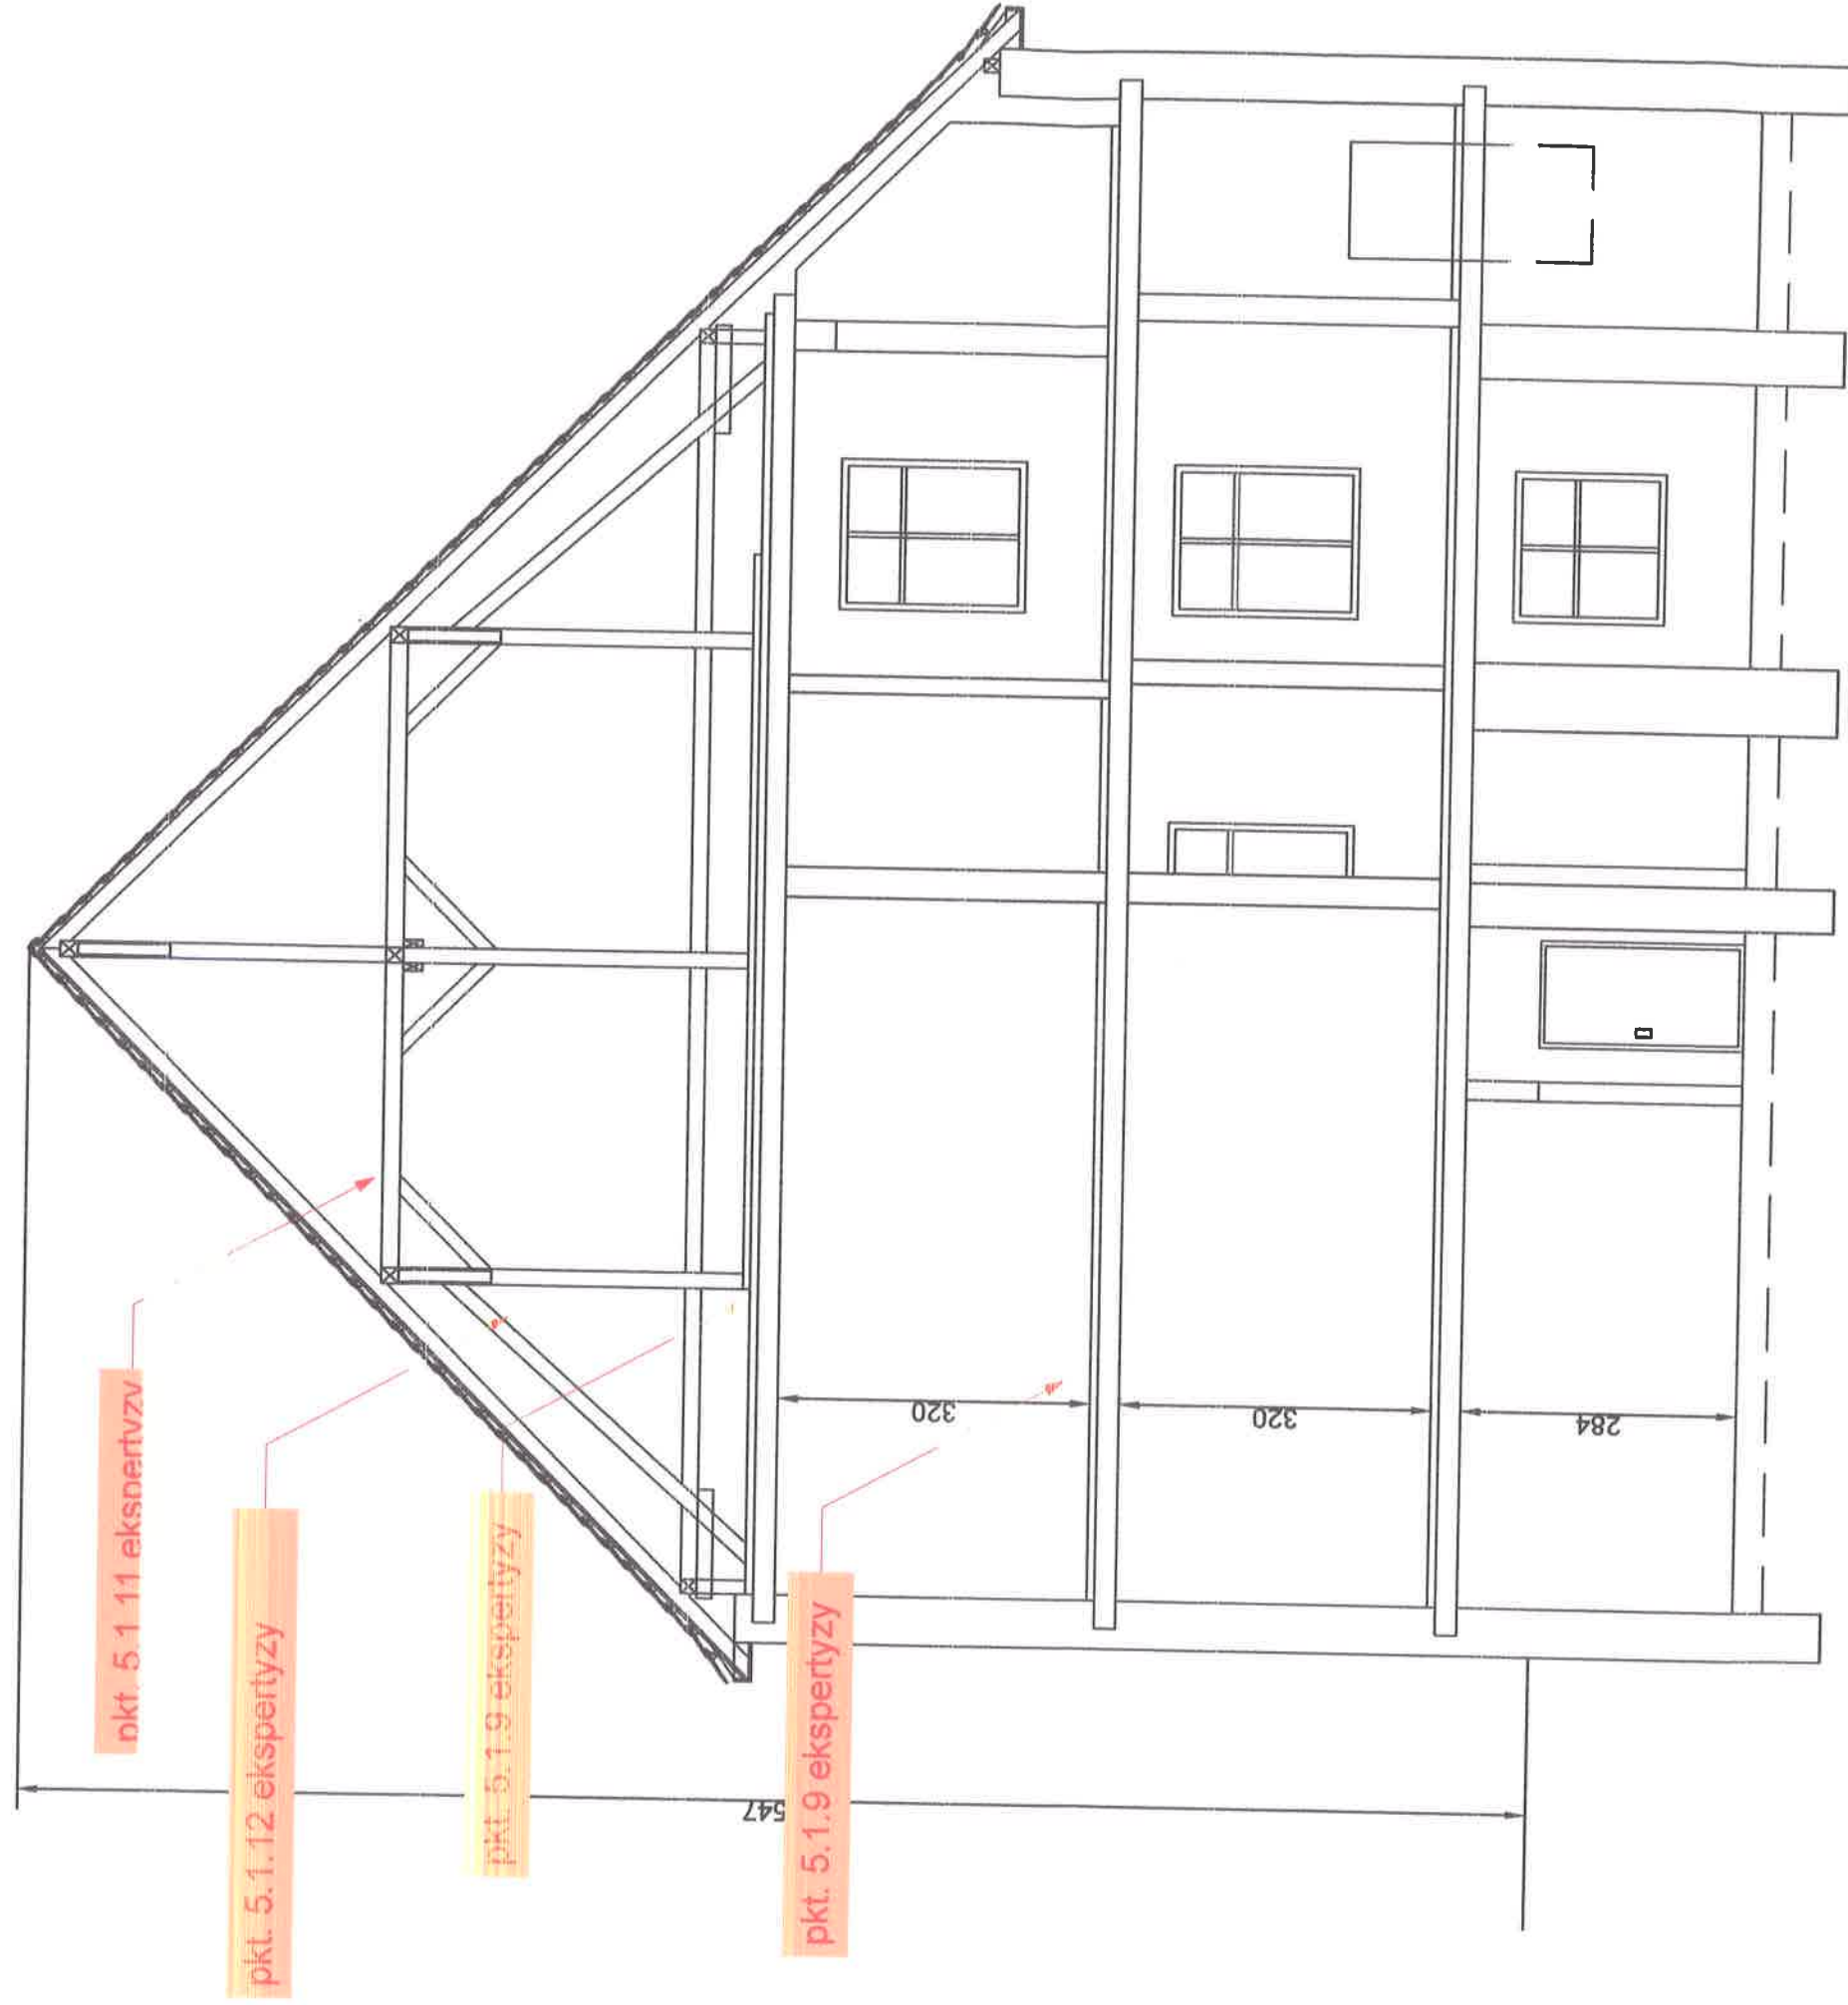 pkt. 5.1 11 ekspertyzy
pkt. 5.1.12 ekspertyzy
pkt. 5.1.9 ekspertyzy
pkt. 5.1.9 ekspertyzy
320
320
284
547